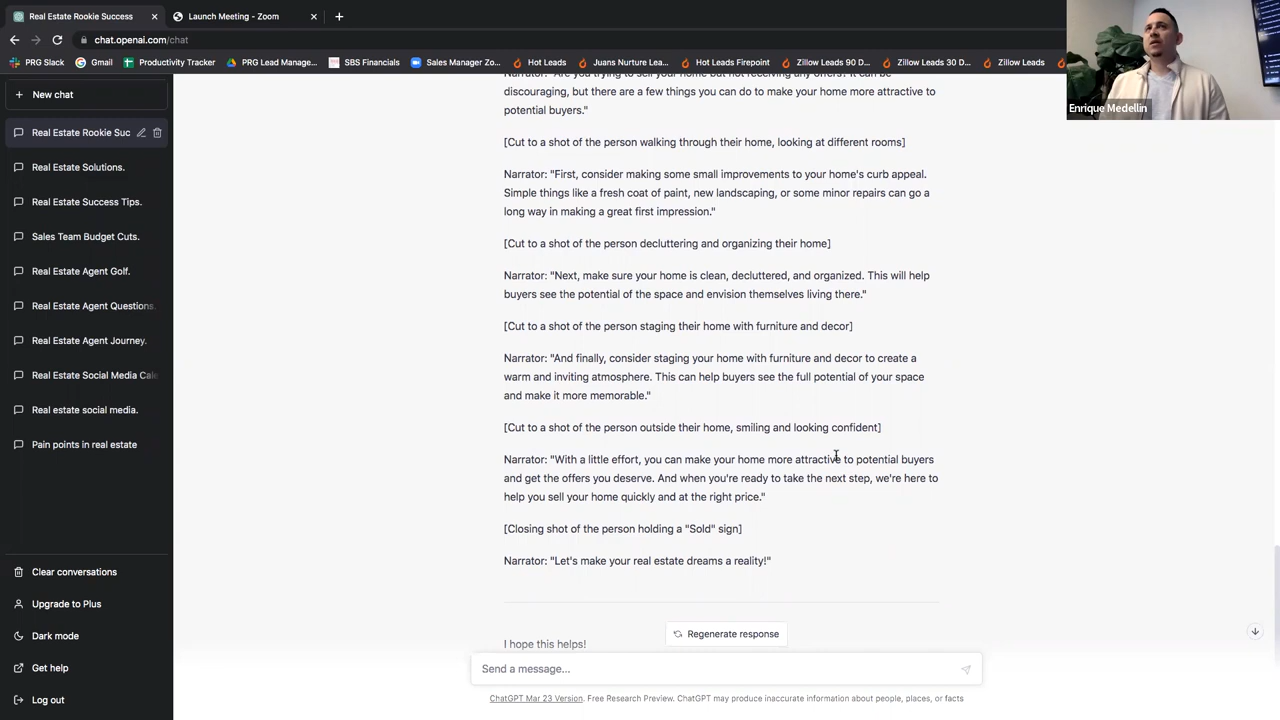 Real Estate Rookie Success
Launch Meeting - Zoom
chat.openai.com/chat
PRG Slack
Gmail
Productivity Tracker
PRG Lead Manage...
SBS Financials
Sales Manager Zo...
Hot Leads
Juans Nurture Lea...
Hot Leads Firepoint
Zillow Leads 90 D...
Zillow Leads 30 D...
Zillow Leads
Enrique Medellin
New chat
Real Estate Rookie Suc
Real Estate Solutions.
Real Estate Success Tips.
Sales Team Budget Cuts.
Real Estate Agent Golf.
Real Estate Agent Questions.
Real Estate Agent Journey.
Real Estate Social Media Cale
Real estate social media.
Pain points in real estate
Clear conversations
Upgrade to Plus
Dark mode
Get help
Log out
Narrator: "Are you trying to sell your home but not receiving any offers? It can be
discouraging, but there are a few things you can do to make your home more attractive to
potential buyers."
[Cut to a shot of the person walking through their home, looking at different rooms]
Narrator: "First, consider making some small improvements to your home's curb appeal.
Simple things like a fresh coat of paint, new landscaping, or some minor repairs can go a
long way in making a great first impression."
[Cut to a shot of the person decluttering and organizing their home]
Narrator: "Next, make sure your home is clean, decluttered, and organized. This will help
buyers see the potential of the space and envision themselves living there."
[Cut to a shot of the person staging their home with furniture and decor]
Narrator: "And finally, consider staging your home with furniture and decor to create a
warm and inviting atmosphere. This can help buyers see the full potential of your space
and make it more memorable."
[Cut to a shot of the person outside their home, smiling and looking confident]
Narrator: "With a little effort, you can make your home more attractive to potential buyers
and get the offers you deserve. And when you're ready to take the next step, we're here to
help you sell your home quickly and at the right price."
[Closing shot of the person holding a "Sold" sign]
Narrator: "Let's make your real estate dreams a reality!"
I hope this helps!
Regenerate response
Send a message...
ChatGPT Mar 23 Version. Free Research Preview. ChatGPT may produce inaccurate information about people, places, or facts